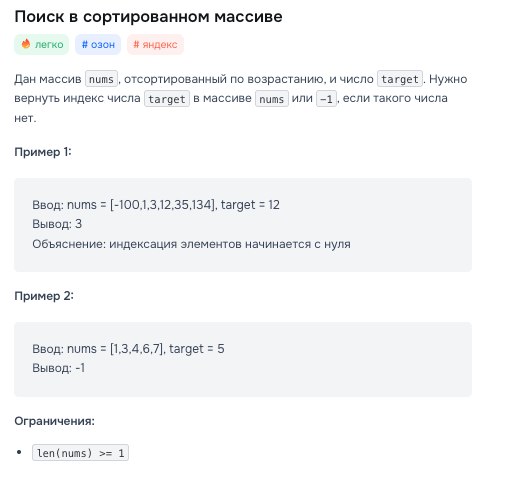 Поиск в сортированном массиве
🔥 легко # озон # яндекс
Дан массив nums, отсортированный по возрастанию, и число target. Нужно
вернуть индекс числа target в массиве nums или -1, если такого числа
нет.
Пример 1:
Ввод: nums = [-100,1,3,12,35,134], target = 12
Вывод: 3
Объяснение: индексация элементов начинается с нуля
Пример 2:
Ввод: nums = [1,3,4,6,7], target = 5
Вывод: -1
Ограничения:
• len(nums) >= 1